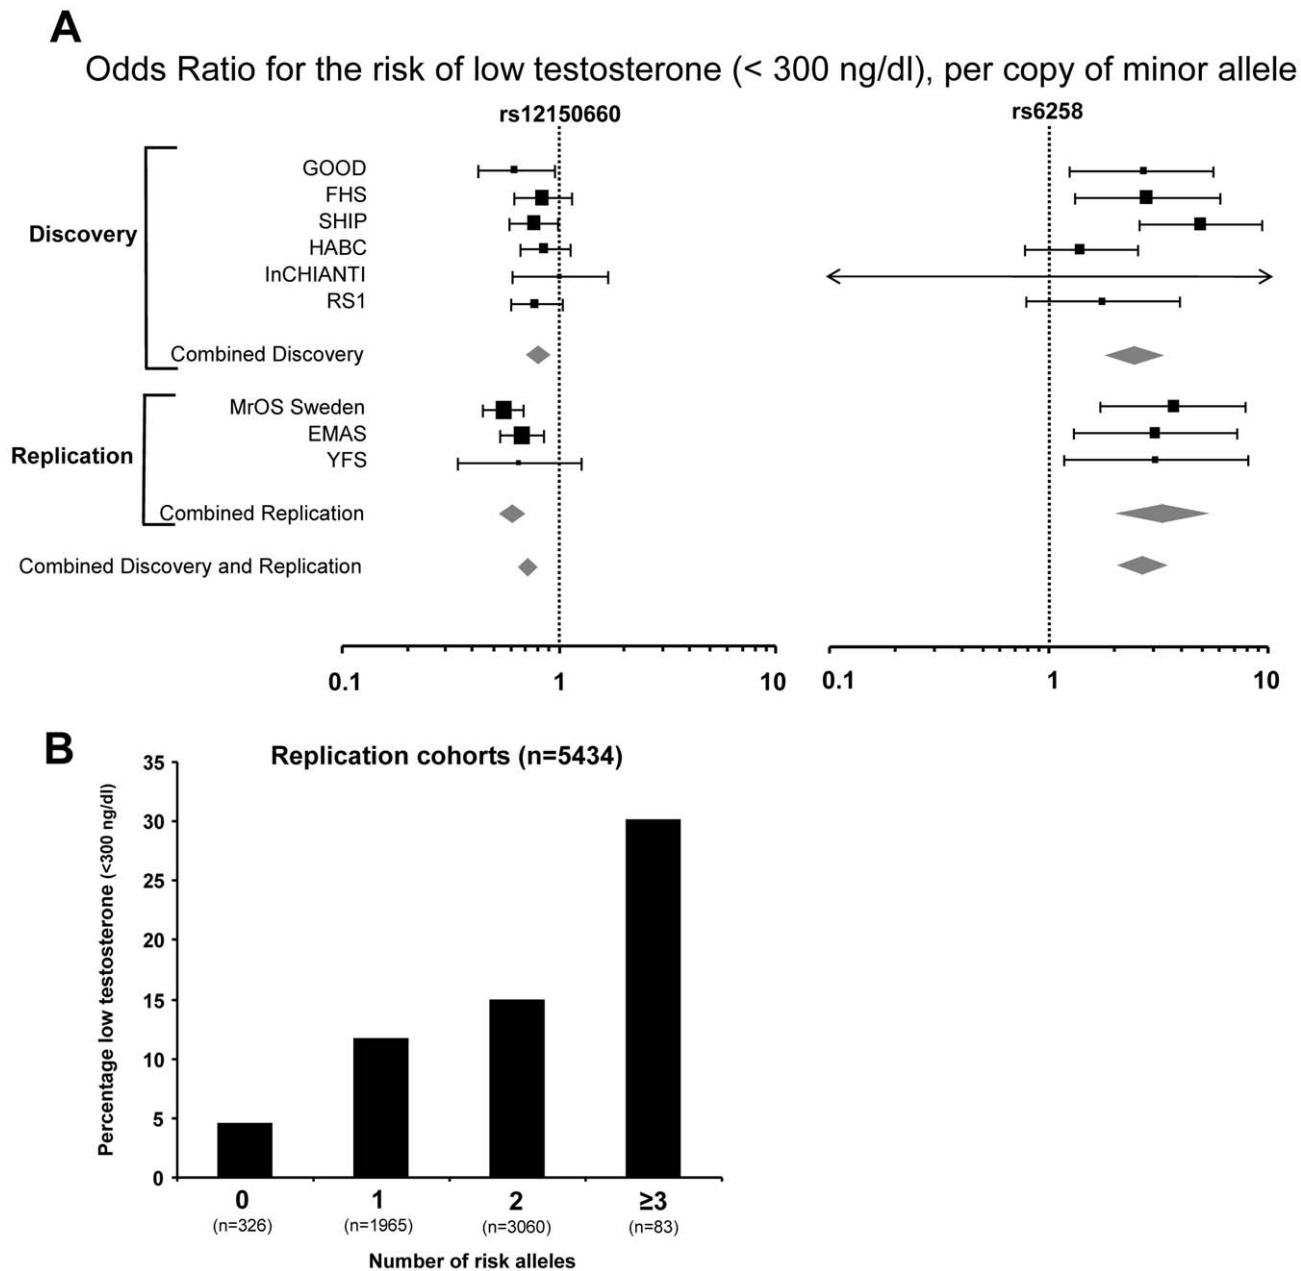 A
Odds Ratio for the risk of low testosterone (< 300 ng/dl), per copy of minor allele
rs12150660
rs6258
Discovery
GOOD
FHS
SHIP
HABC
InCHIANTI
RS1
Combined Discovery
Replication
MrOS Sweden
EMAS
YFS
Combined Replication
Combined Discovery and Replication
0.1 1 10
0.1 1 10
B
Replication cohorts (n=5434)
Percentage low testosterone (<300 ng/dl)
35
30
25
20
15
10
5
0
0 1 2 ≥3
(n=326) (n=1965) (n=3060) (n=83)
Number of risk alleles